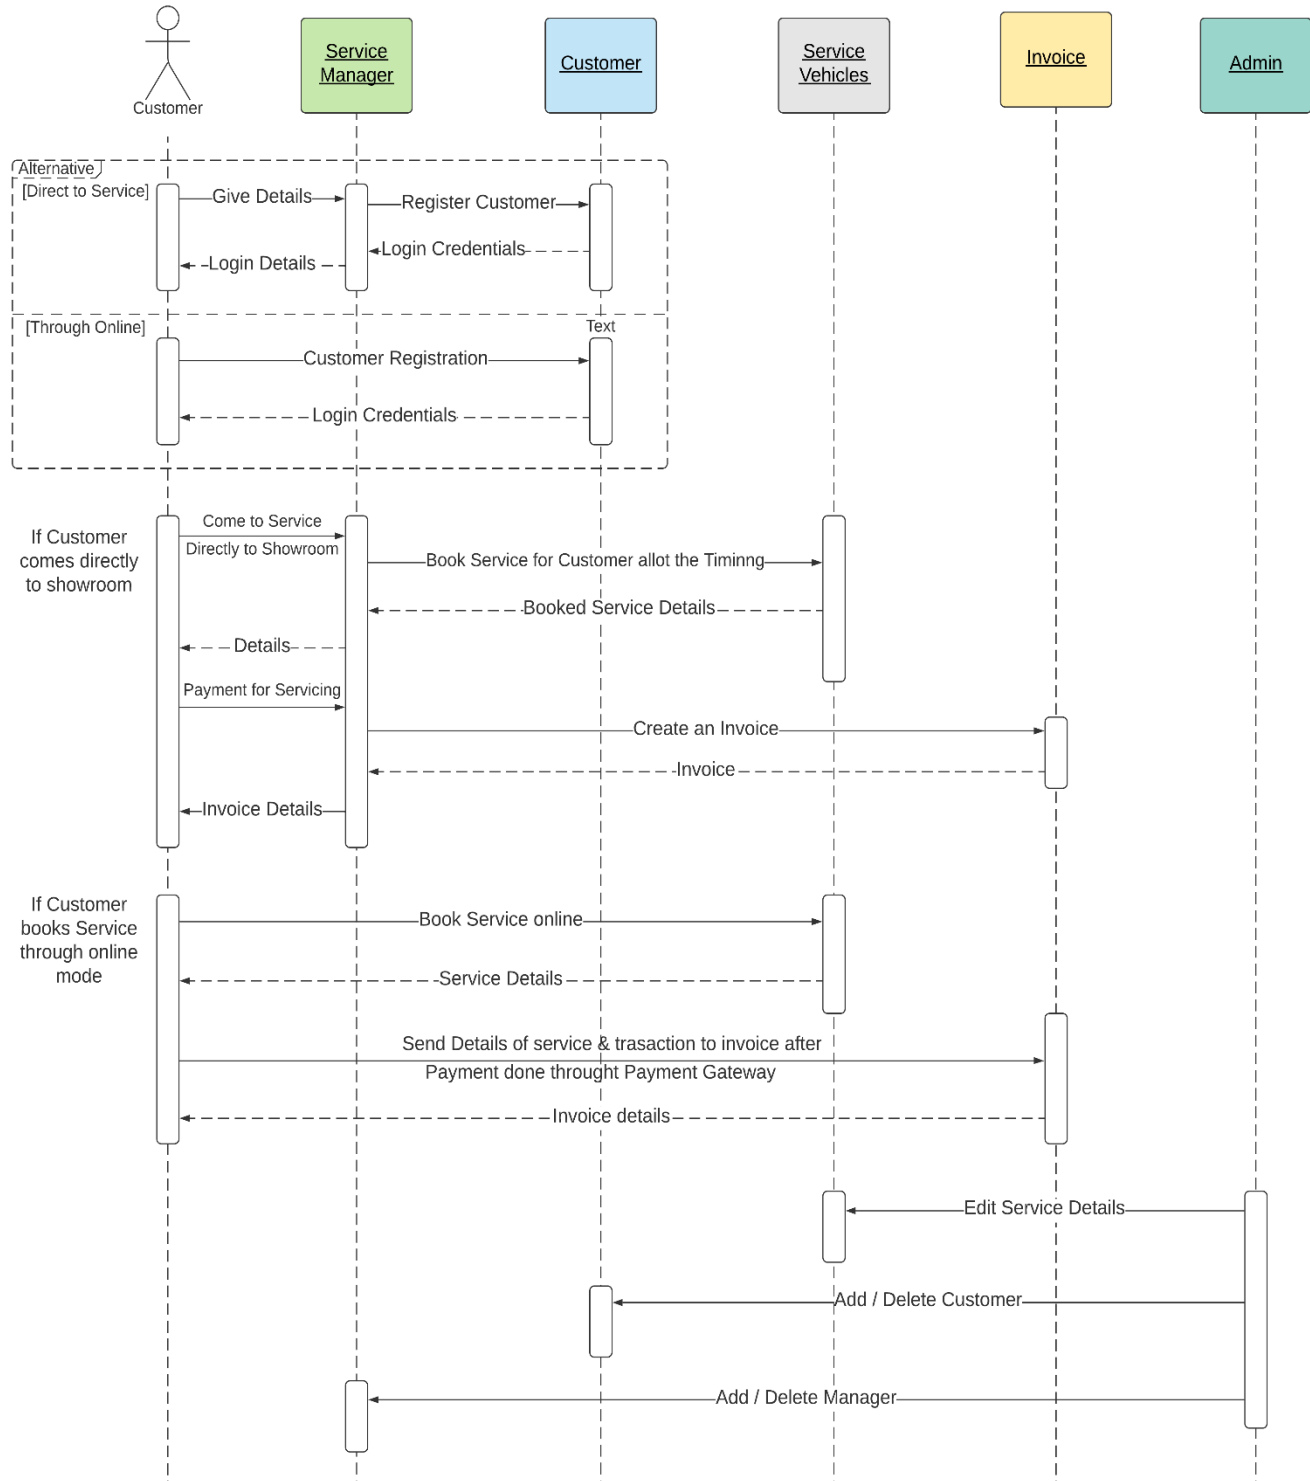 Customer
Service
Manager
Customer
Service
Vehicles
Invoice
Admin
Alternative
[Direct to Service]
Give Details
Register Customer
Login Credentials
Login Details
[Through Online]
Text
Customer Registration
Login Credentials
If Customer
comes directly
to showroom
Come to Service
Directly to Showroom
Book Service for Customer allot the Timinng
Booked Service Details
Details
Payment for Servicing
Create an Invoice
Invoice
Invoice Details
If Customer
books Service
through online
mode
Book Service online
Service Details
Send Details of service & trasaction to invoice after
Payment done throught Payment Gateway
Invoice details
Edit Service Details
Add / Delete Customer
Add / Delete Manager